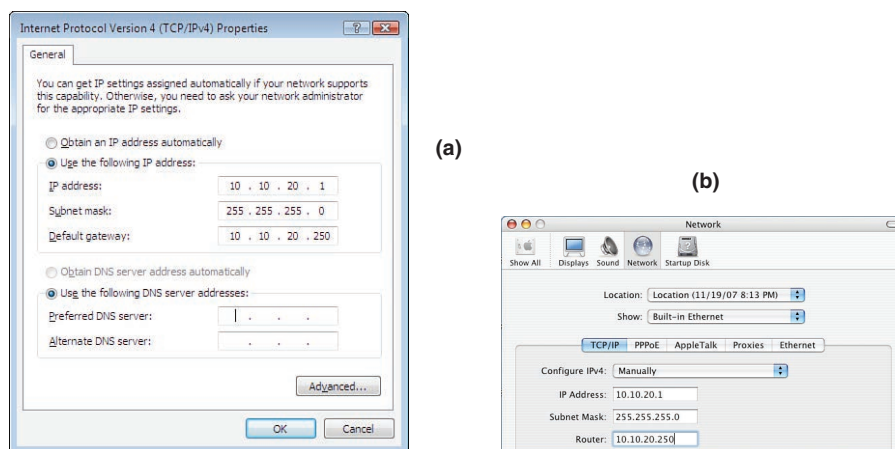 Internet Protocol Version 4 (TCP/IPv4) Properties
General
You can get IP settings assigned automatically if your network supports
this capability. Otherwise, you need to ask your network administrator
for the appropriate IP settings.
Obtain an IP address automatically
Use the following IP address:
IP address: 10 . 10 . 20 . 1
Subnet mask: 255 . 255 . 255 . 0
Default gateway: 10 . 10 . 20 . 250
Obtain DNS server address automatically
Use the following DNS server addresses:
Preferred DNS server: . . .
Alternate DNS server: . . .
Advanced...
OK Cancel
(a)
(b)
Network
Show All Displays Sound Network Startup Disk
Location: Location (11/19/07 8:13 PM)
Show: Built-in Ethernet
TCP/IP PPPoE AppleTalk Proxies Ethernet
Configure IPv4: Manually
IP Address: 10.10.20.1
Subnet Mask: 255.255.255.0
Router: 10.10.20.250